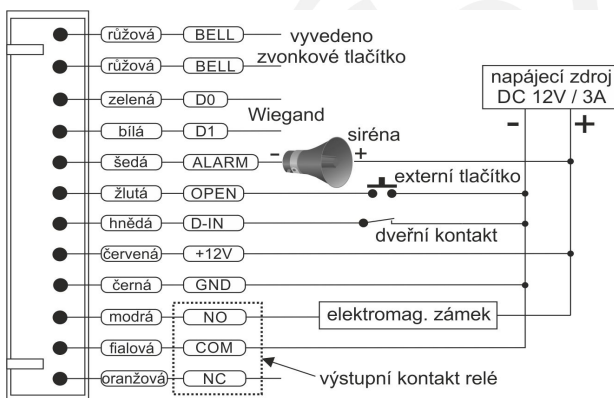 růžová BELL vyvedeno
zvonkové tlačítko
růžová BELL
napájecí zdroj
DC 12V / 3A
zelená D0
Wiegand
- +
bílá D1
siréna
šedá ALARM - +
externí tlačítko
žlutá OPEN
hnědá D-IN
dveřní kontakt
červená +12V
černá GND
modrá NO elektromag. zámek
fialová COM
oranžová NC výstupní kontakt relé